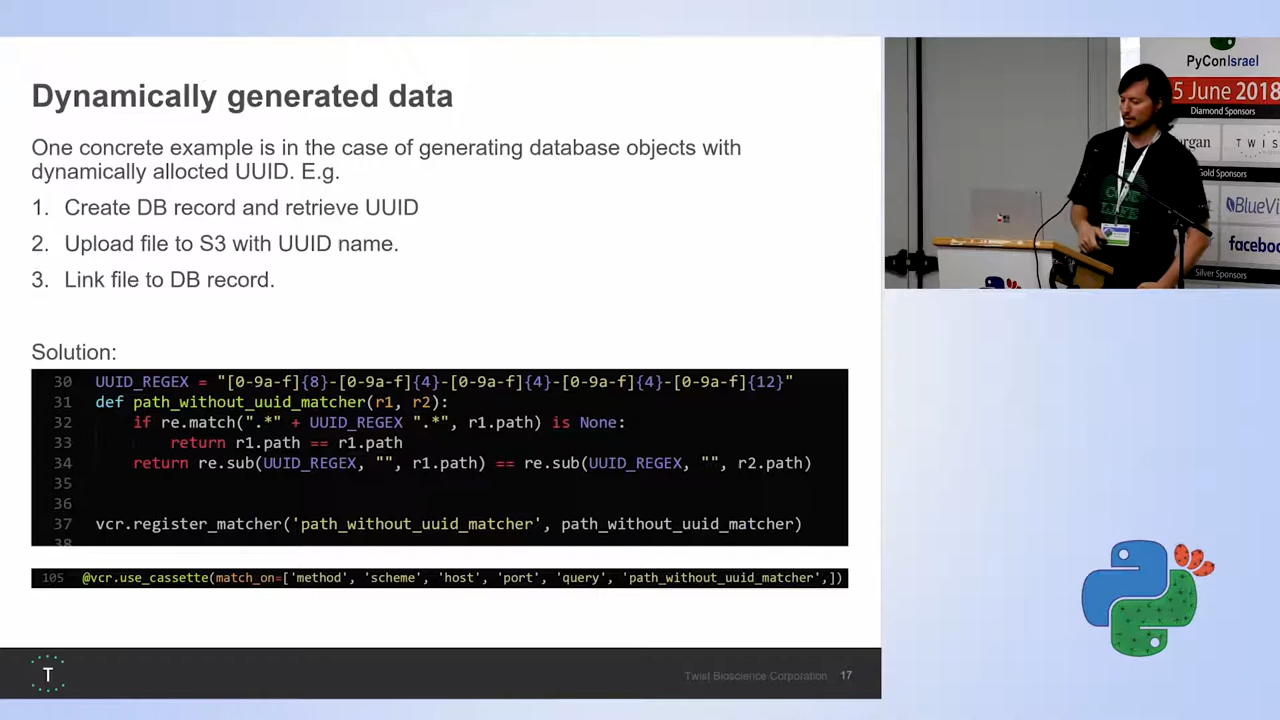 Dynamically generated data
One concrete example is in the case of generating database objects with
dynamically allocted UUID. E.g.
1. Create DB record and retrieve UUID
2. Upload file to S3 with UUID name.
3. Link file to DB record.
Solution:
30 UUID_REGEX = "[0-9a-f]{8}-[0-9a-f]{4}-[0-9a-f]{4}-[0-9a-f]{4}-[0-9a-f]{12}"
31 def path_without_uuid_matcher(r1, r2):
32 if re.match(".*" + UUID_REGEX ".*", r1.path) is None:
33 return r1.path == r1.path
34 return re.sub(UUID_REGEX, "", r1.path) == re.sub(UUID_REGEX, "", r2.path)
35
36
37 vcr.register_matcher('path_without_uuid_matcher', path_without_uuid_matcher)
38
105 @vcr.use_cassette(match_on=['method', 'scheme', 'host', 'port', 'query', 'path_without_uuid_matcher',])
T
Twist Bioscience Corporation 17
PyConIsrael
5 June 2018
Diamond Sponsors
rgan TWIS
Gold Sponsors
BlueVi
CODE
LIFE
facebo
Silver Sponsors